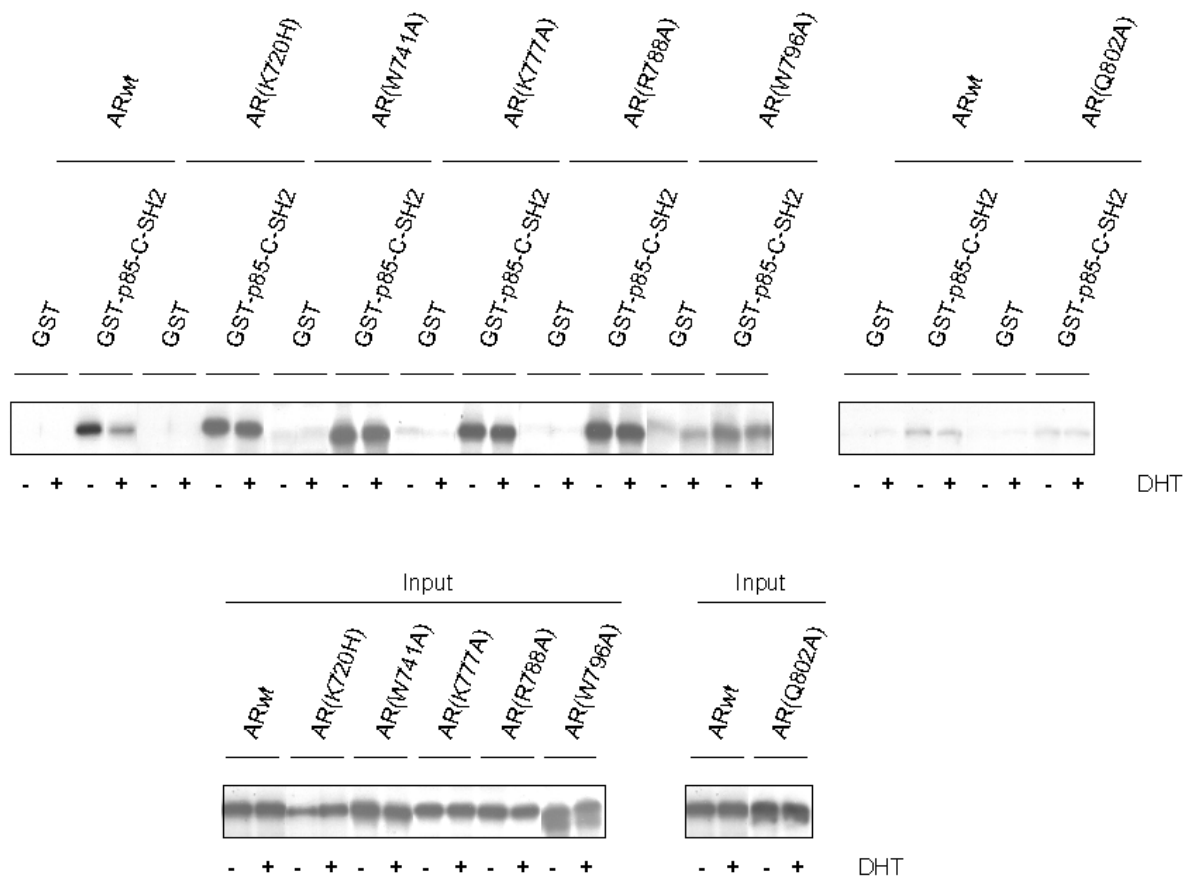 ARwt AR(K720H) AR(W741A) AR(K777A) AR(R788A) AR(W796A) ARwt AR(Q802A)
GST GST-p85-C-SH2 GST GST-p85-C-SH2 GST GST-p85-C-SH2 GST GST-p85-C-SH2 GST GST-p85-C-SH2 GST GST-p85-C-SH2 GST GST-p85-C-SH2 GST GST-p85-C-SH2
- + - + - + - + - + - + - + - + - + - + - + - + - + - + - + - + DHT
Input Input
ARwt AR(K720H) AR(W741A) AR(K777A) AR(R788A) AR(W796A) ARwt AR(Q802A)
- + - + - + - + - + - + - + - + DHT